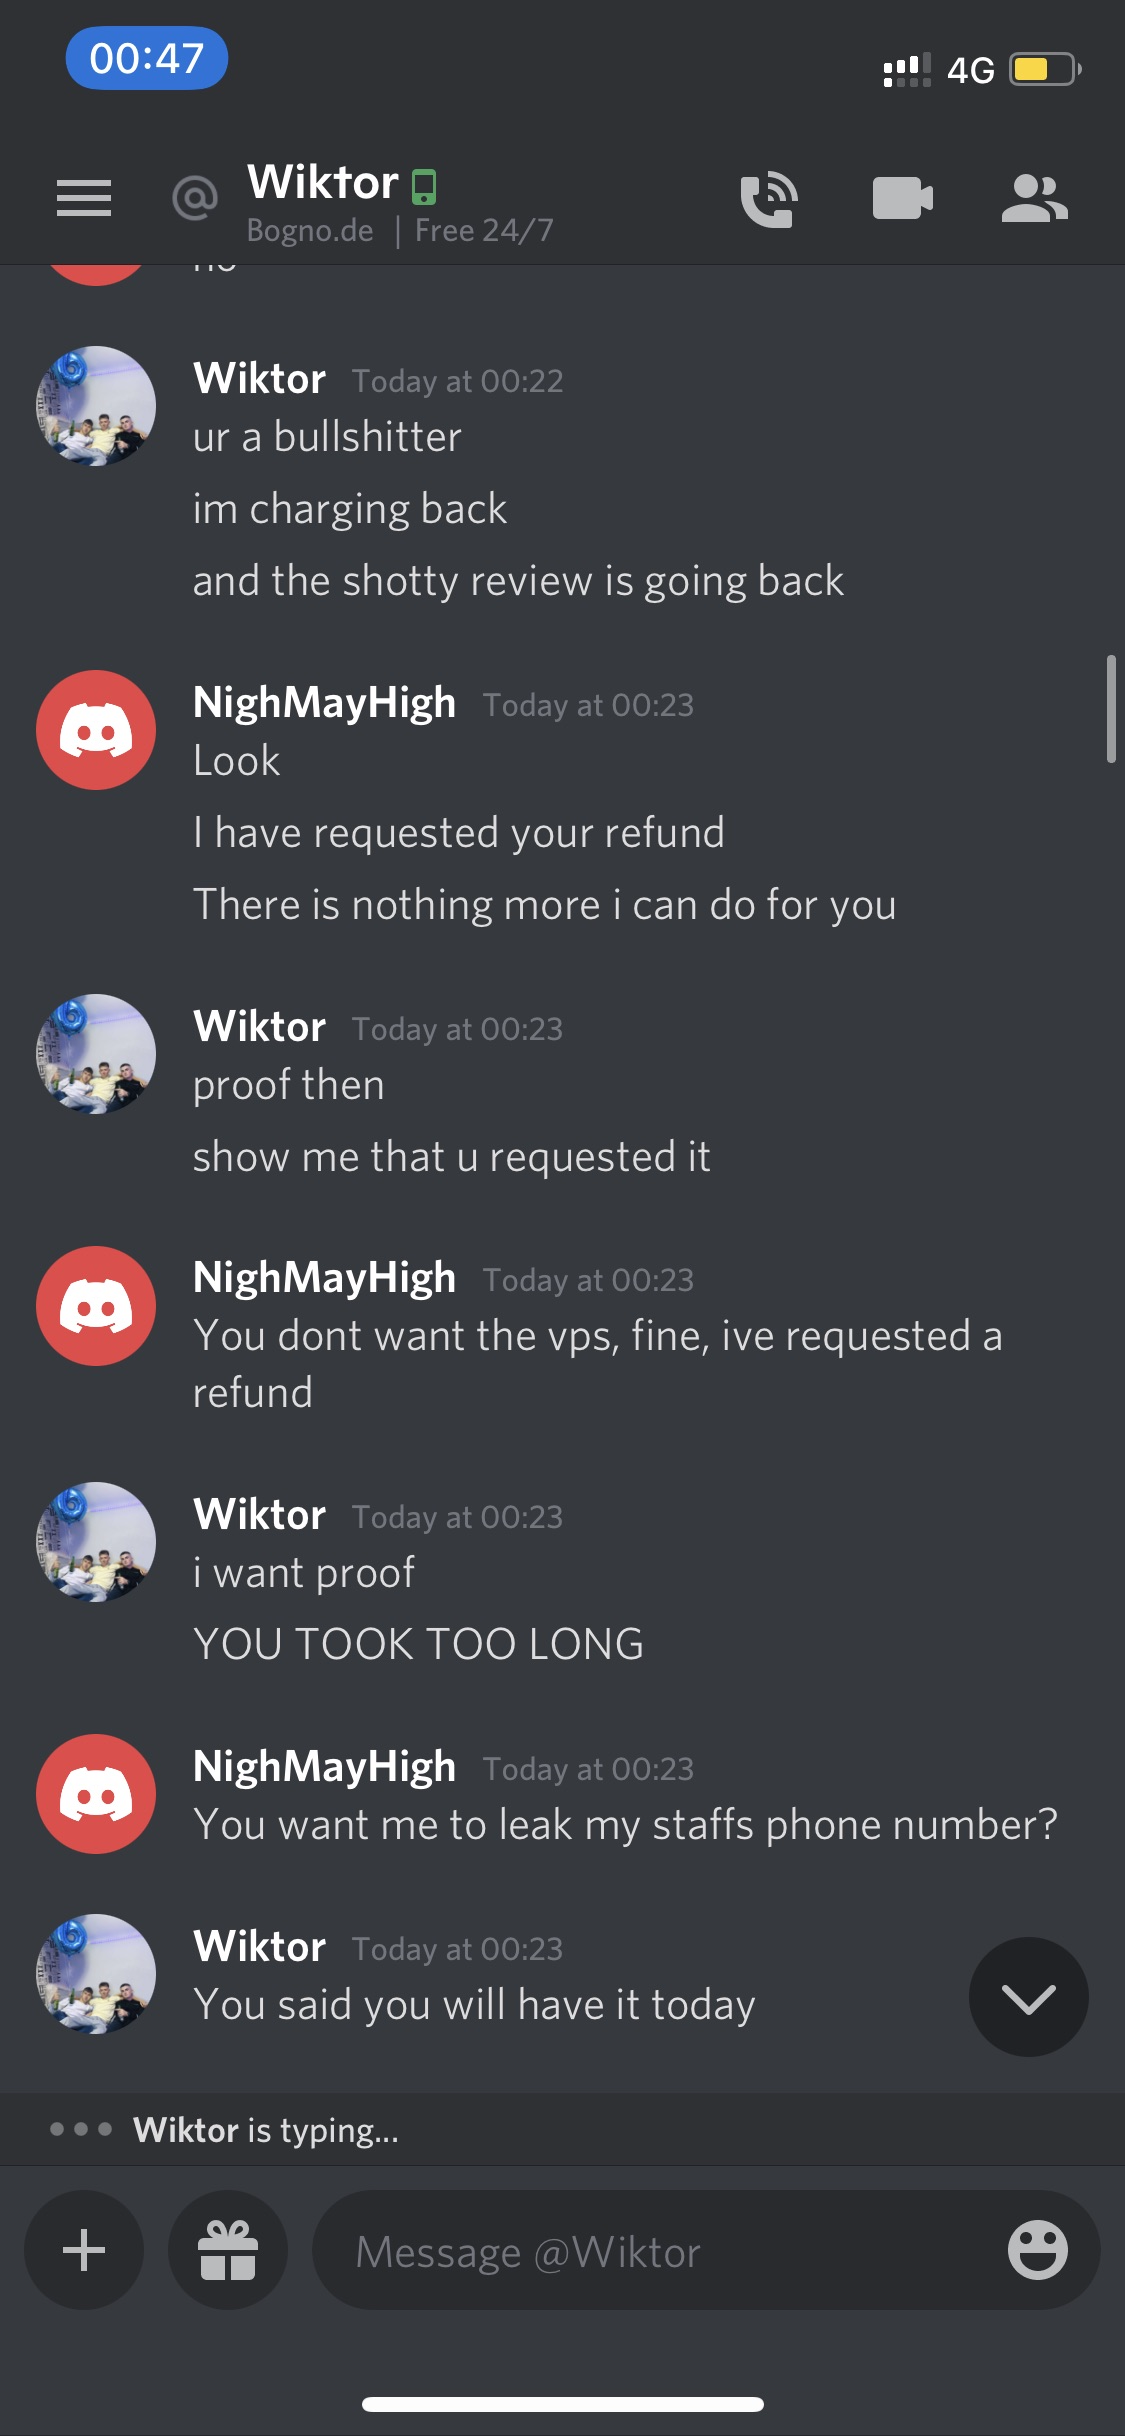 00:47
4G
Wiktor
Bogno.de | Free 24/7
Wiktor Today at 00:22
ur a bullshitter
im charging back
and the shotty review is going back
NighMayHigh Today at 00:23
Look
I have requested your refund
There is nothing more i can do for you
Wiktor Today at 00:23
proof then
show me that u requested it
NighMayHigh Today at 00:23
You dont want the vps, fine, ive requested a
refund
Wiktor Today at 00:23
i want proof
YOU TOOK TOO LONG
NighMayHigh Today at 00:23
You want me to leak my staffs phone number?
Wiktor Today at 00:23
You said you will have it today
Wiktor is typing...
Message @Wiktor